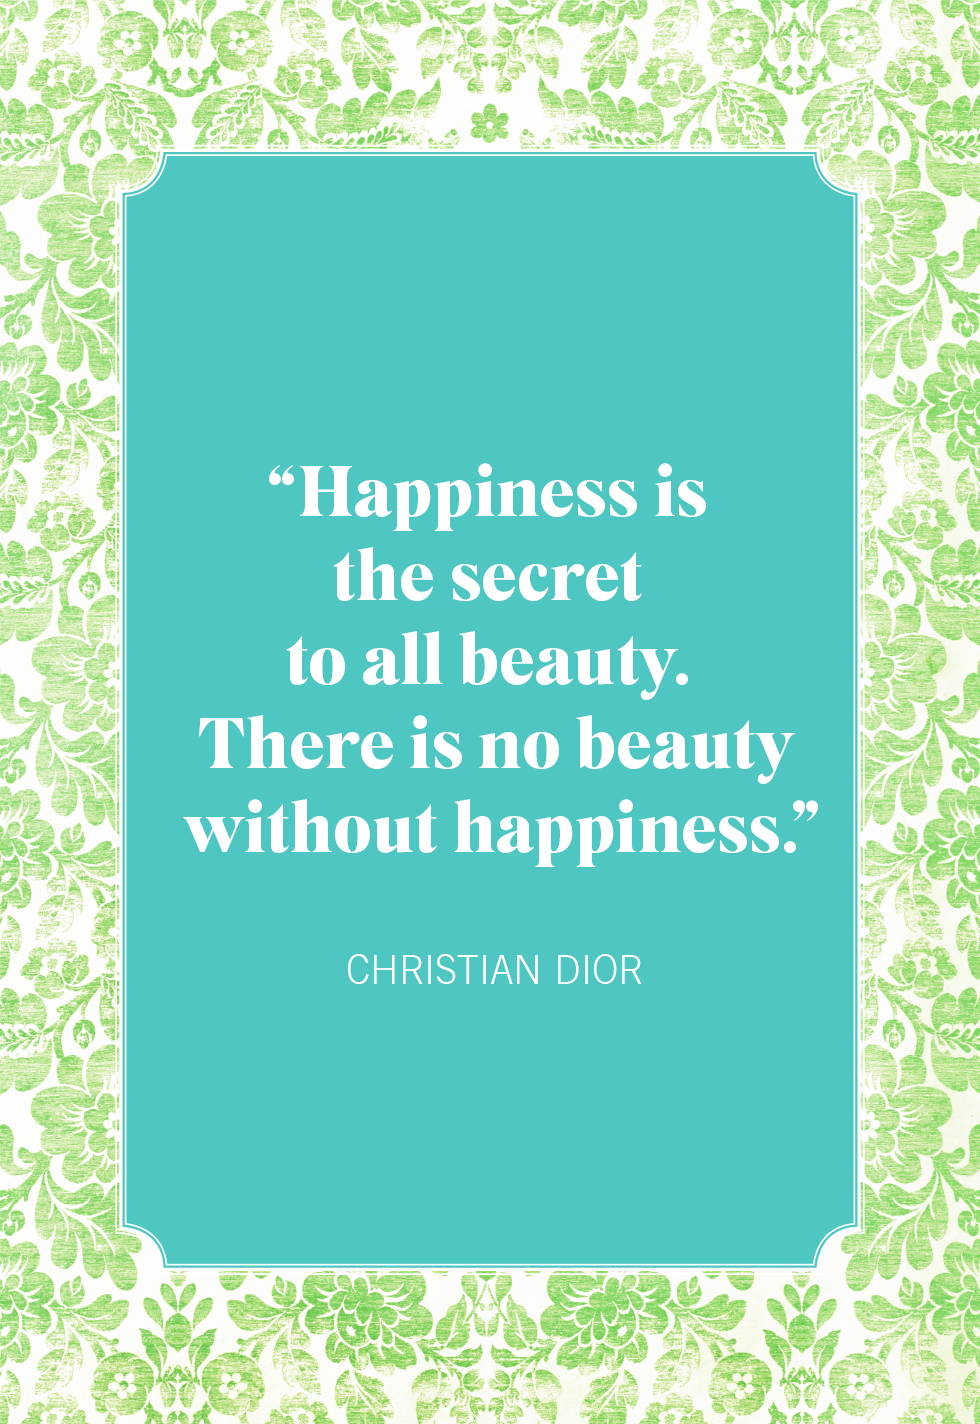 “Happiness is
the secret
to all beauty.
There is no beauty
without happiness.”
CHRISTIAN DIOR